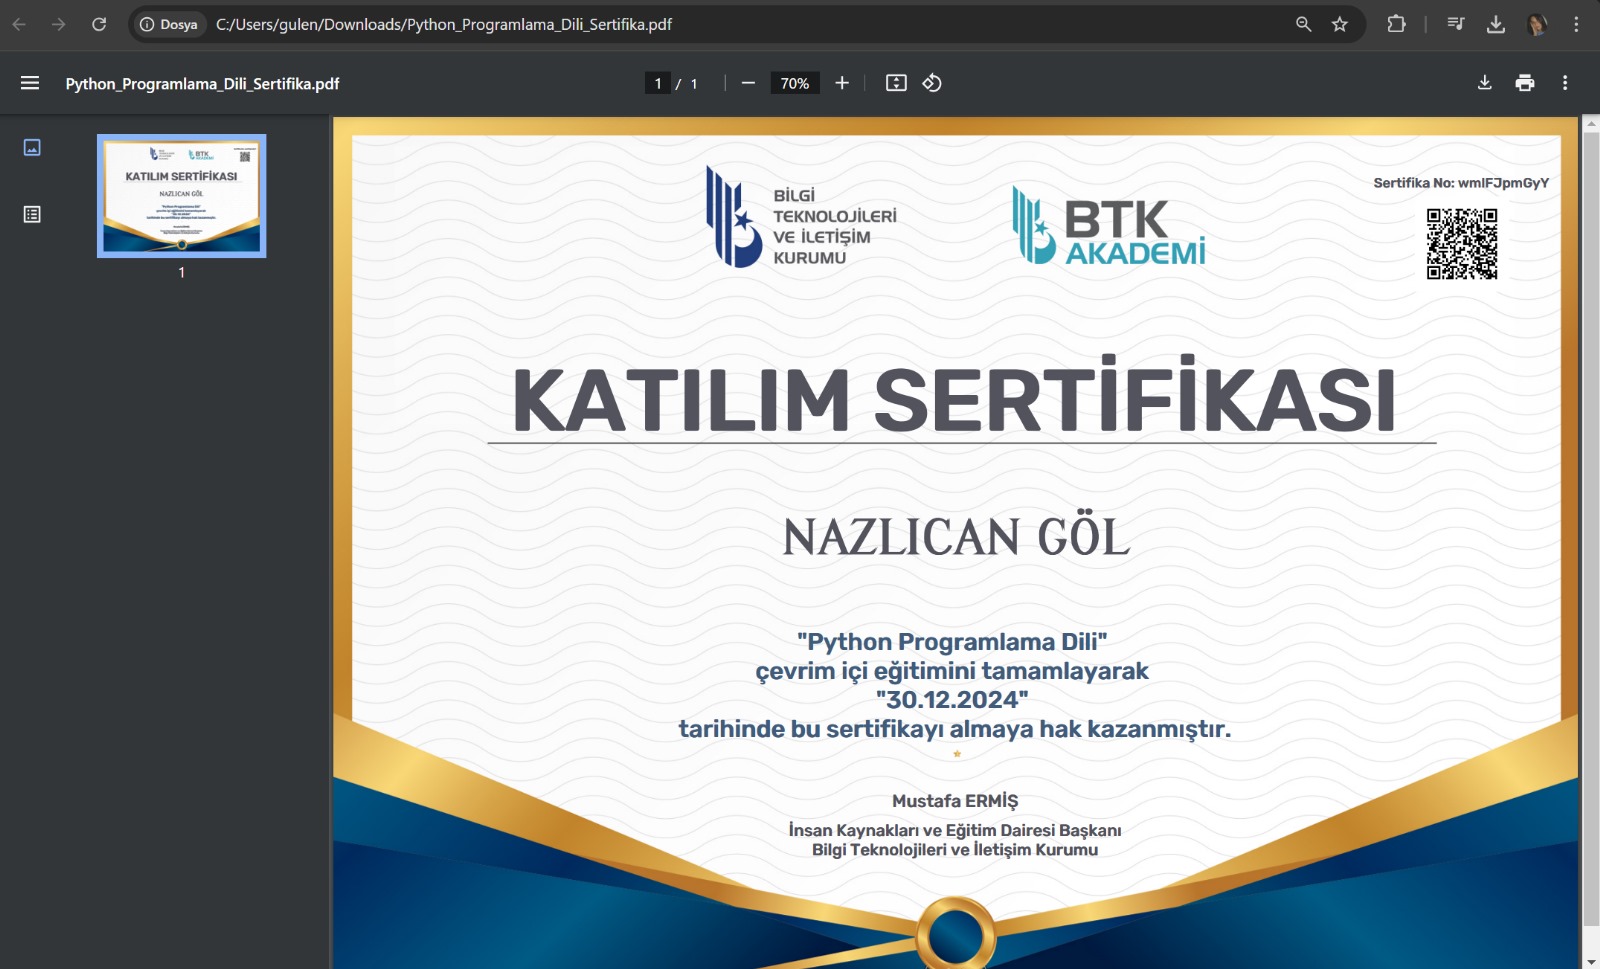 Dosya
C:/Users/gulen/Downloads/Python_Programlama_Dili_Sertifika.pdf
Python_Programlama_Dili_Sertifika.pdf
1 / 1
70%
KATILIM SERTİFİKASI
NAZLICAN GÖL
1
BİLGİ
TEKNOLOJİLERİ
VE İLETİŞİM
KURUMU
BTK
AKADEMİ
Sertifika No: wmlFJpmGyY
KATILIM SERTİFİKASI
NAZLICAN GÖL
"Python Programlama Dili"
çevrim içi eğitimini tamamlayarak
"30.12.2024"
tarihinde bu sertifikayı almaya hak kazanmıştır.
Mustafa ERMİŞ
İnsan Kaynakları ve Eğitim Dairesi Başkanı
Bilgi Teknolojileri ve İletişim Kurumu